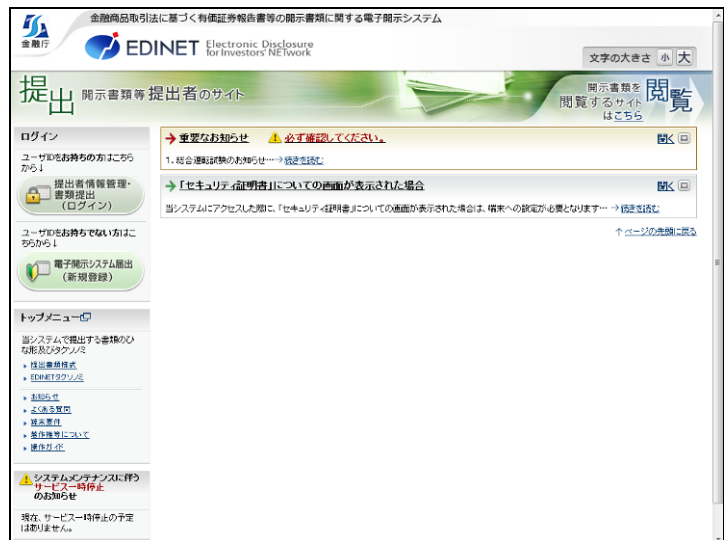 金融商品取引法に基づく有価証券報告書等の開示書類に関する電子開示システム
金融庁
EDINET Electronic Disclosure for Investors' NETwork
文字の大きさ 小 大
提出 開示書類等提出者のサイト
開示書類を
閲覧するサイト
はこちら
閲覧
ログイン
ユーザIDをお持ちの方はこちら
から↓
提出者情報管理・
書類提出
(ログイン)
ユーザIDをお持ちでない方はこ
ちらから↓
電子開示システム届出
(新規登録)
トップメニュー
当システムで提出する書類のひ
な形及びタクソノミ
提出書類様式
EDINETタクソノミ
お知らせ
よくある質問
端末要件
著作権等について
操作ガイド
システムメンテナンスに伴う
サービス一時停止
のお知らせ
現在、サービス一時停止の予定
はありません。
→ 重要なお知らせ 必ず確認してください。 開く
1. 総合運転試験のお知らせ…→続きを読む
→ 「セキュリティ証明書」についての画面が表示された場合 開く
当システムにアクセスした際に、「セキュリティ証明書」についての画面が表示された場合は、端末への設定が必要となります… →続きを読む
↑ページの先頭に戻る